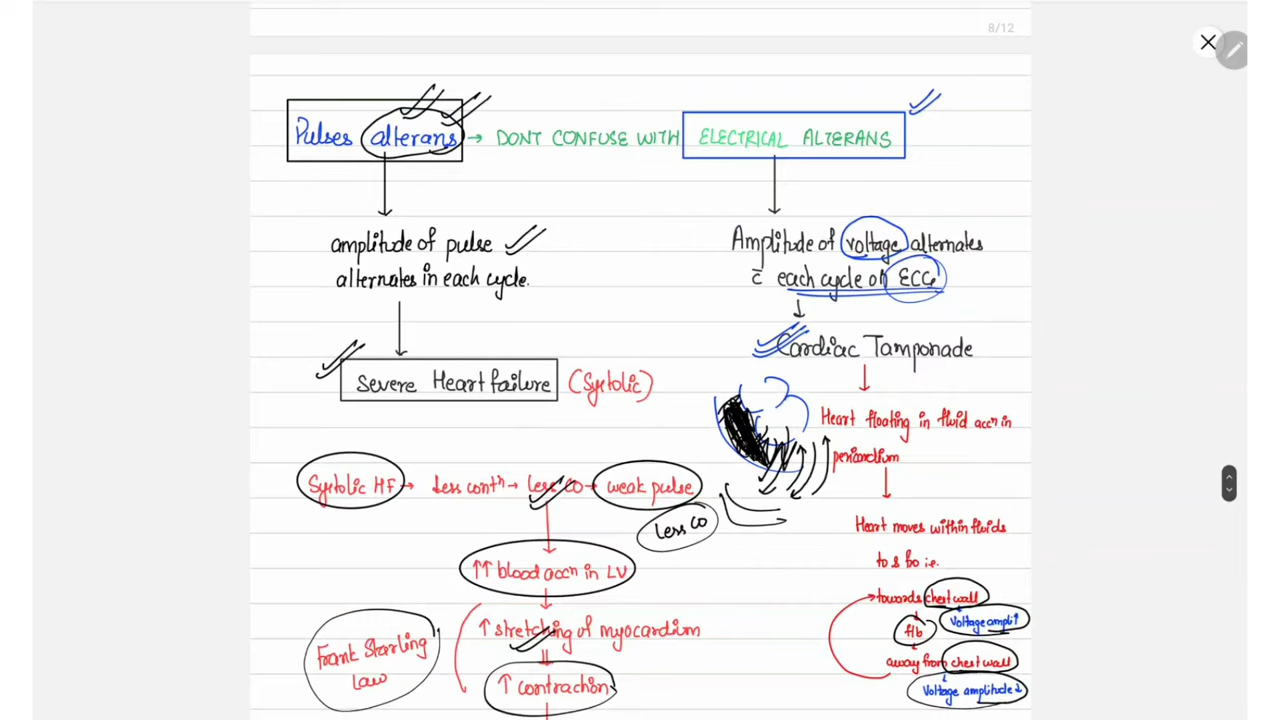 8/12
Pulses alterans → DONT CONFUSE WITH ELECTRICAL ALTERANS
amplitude of pulse
alternates in each cycle.
Severe Heart failure (Systolic)
Systolic HF → Less contⁿ → less CO → weak pulse
less CO
↑↑ blood accⁿ in LV
↑ stretching of myocardium
Frank Starling
Law
↑ contraction
Amplitude of voltage alternates
c̄ each cycle on ECG
Cardiac Tamponade
Heart floating in fluid accⁿ in
pericardium
Heart moves within fluids
to & fro i.e.
towards chest wall
Voltage ampli ↑
f/b
away from chest wall
Voltage amplitude ↓